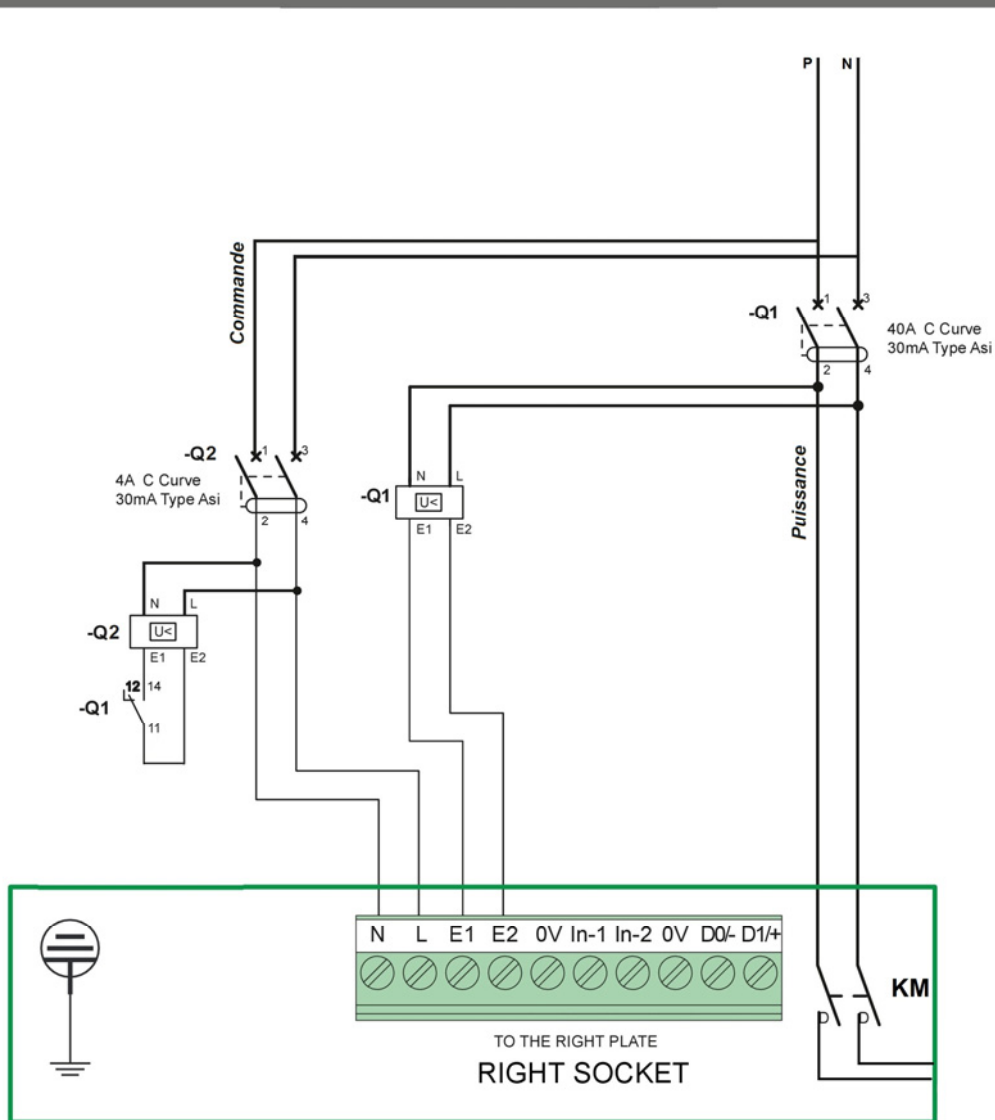 P N
Commande
-Q1
1 3
40A C Curve
30mA Type Asi
2 4
-Q2
1 3
4A C Curve
30mA Type Asi
2 4
-Q1
N L
U<
E1 E2
Puissance
N L
-Q2
U<
E1 E2
12 14
-Q1
11
N L E1 E2 0V In-1 In-2 0V D0/- D1/+
KM
D D
TO THE RIGHT PLATE
RIGHT SOCKET